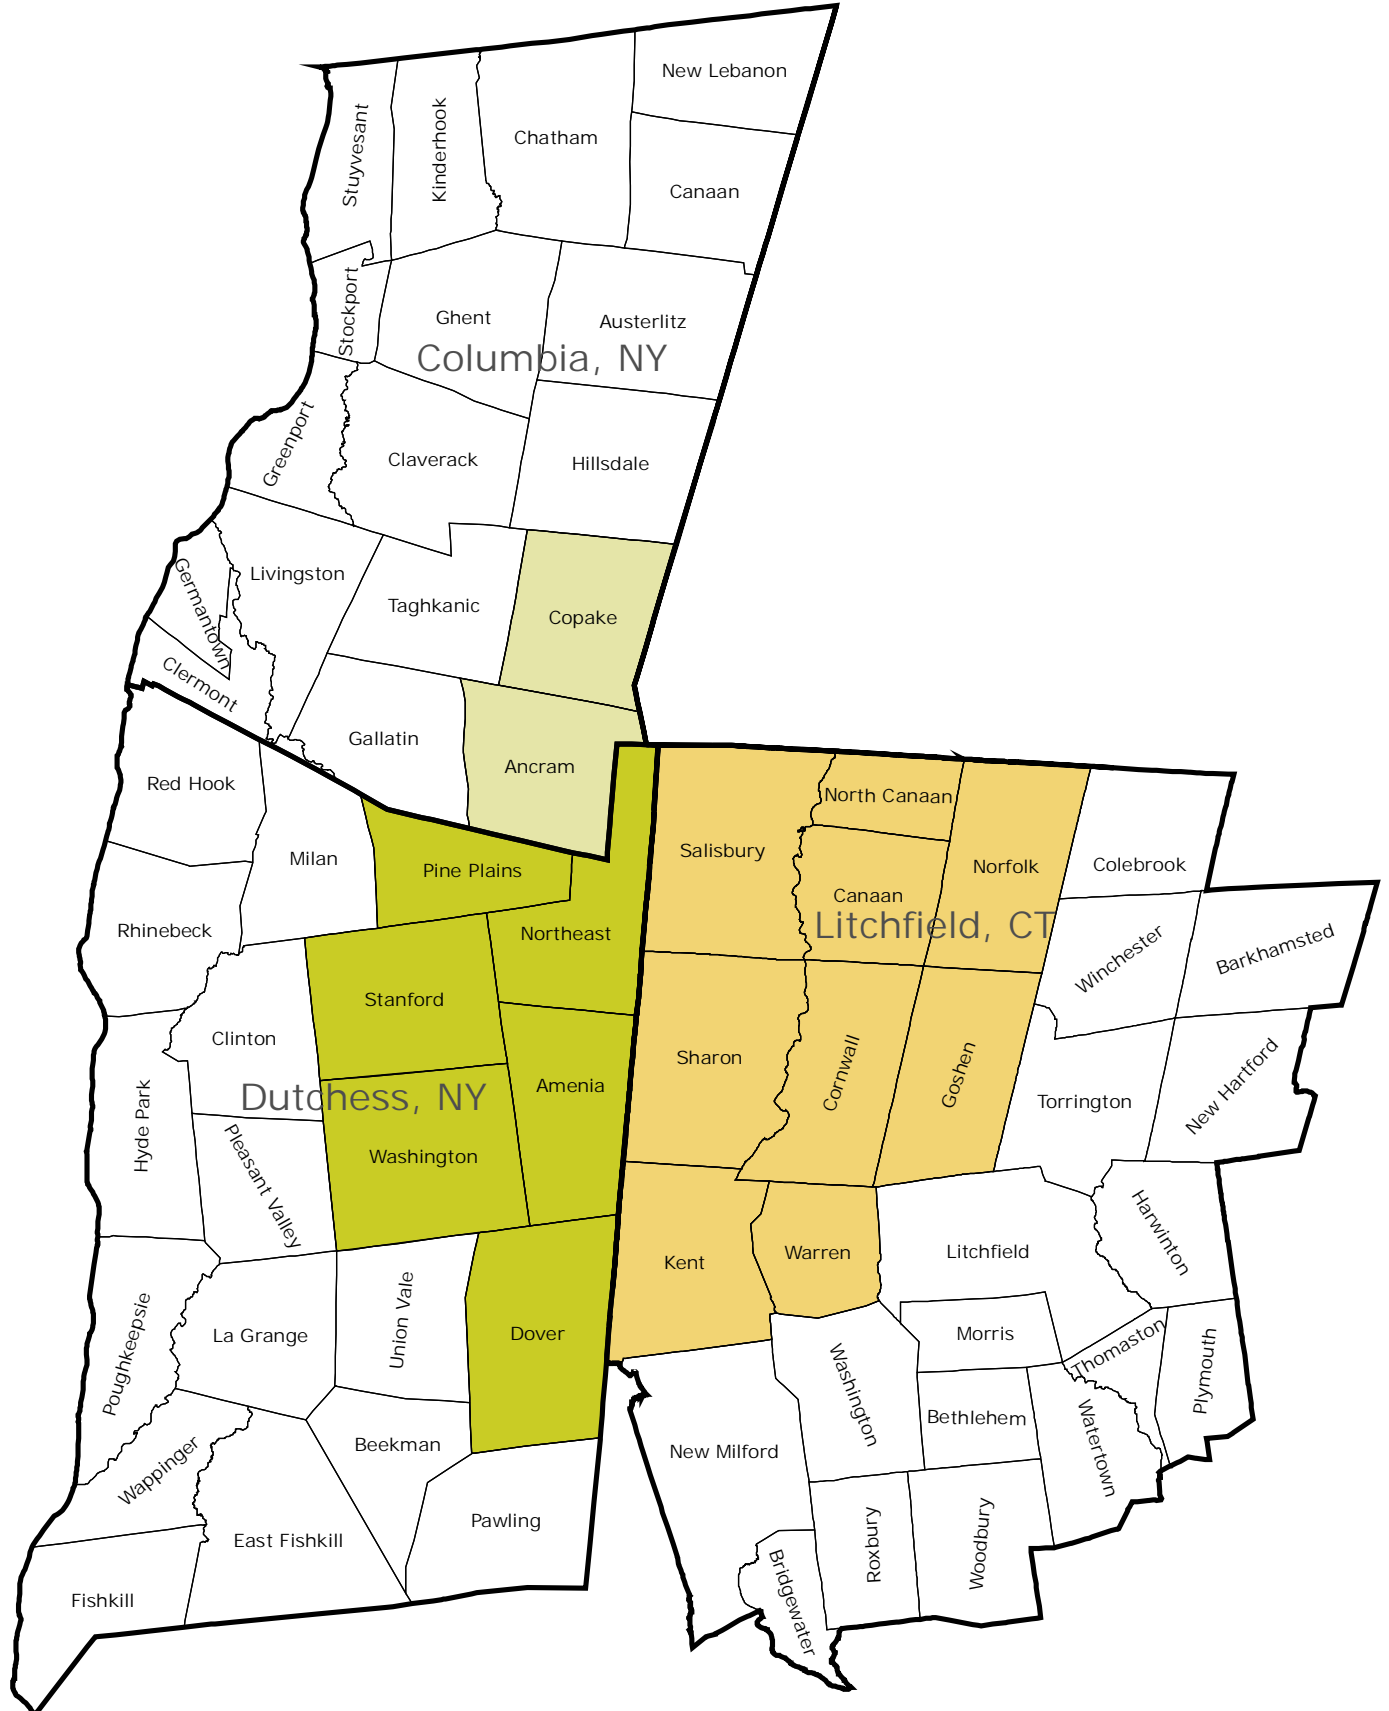 New Lebanon
Stuyvesant
Kinderhook
Chatham
Canaan
Stockport
Ghent
Austerlitz
Columbia, NY
Greenport
Claverack
Hillsdale
Germantown
Livingston
Taghkanic
Copake
Clermont
Gallatin
Ancram
Red Hook
Milan
Pine Plains
Rhinebeck
Northeast
Stanford
Clinton
Amenia
Dutchess, NY
Hyde Park
Pleasant Valley
Washington
Poughkeepsie
La Grange
Union Vale
Dover
Wappinger
Beekman
East Fishkill
Pawling
Fishkill
Salisbury
North Canaan
Canaan
Norfolk
Colebrook
Litchfield, CT
Winchester
Barkhamsted
Sharon
Cornwall
Goshen
Torrington
New Hartford
Kent
Warren
Litchfield
Harwinton
Morris
Thomaston
Plymouth
Washington
Bethlehem
Watertown
New Milford
Roxbury
Woodbury
Bridgewater